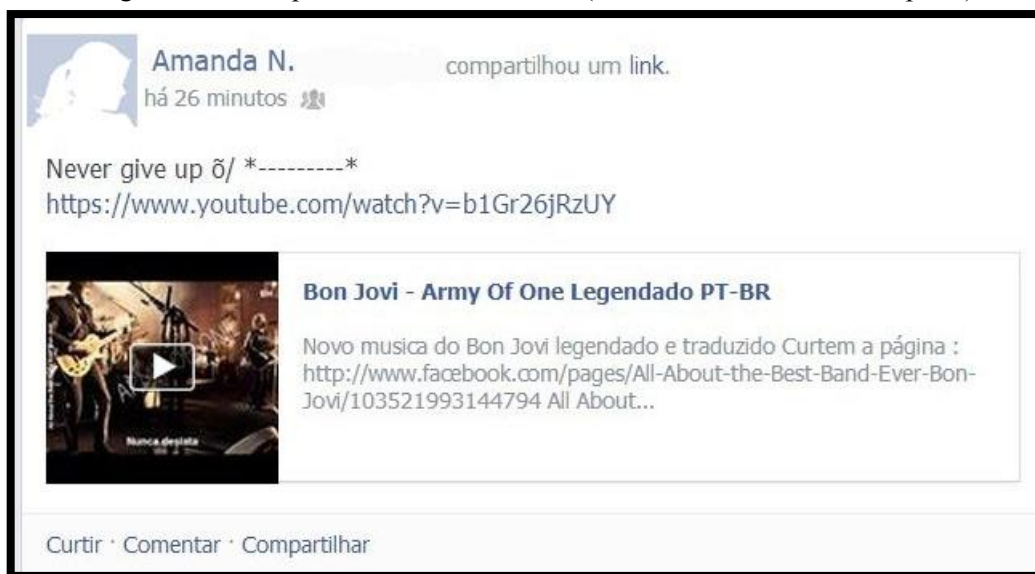 Amanda N. compartilhou um link.
há 26 minutos
Never give up õ/ *---------*
https://www.youtube.com/watch?v=b1Gr26jRzUY
Bon Jovi - Army Of One Legendado PT-BR
Novo musica do Bon Jovi legendado e traduzido Curtem a página :
http://www.facebook.com/pages/All-About-the-Best-Band-Ever-Bon-
Jovi/103521993144794 All About...
Nunca desista
Curtir · Comentar · Compartilhar